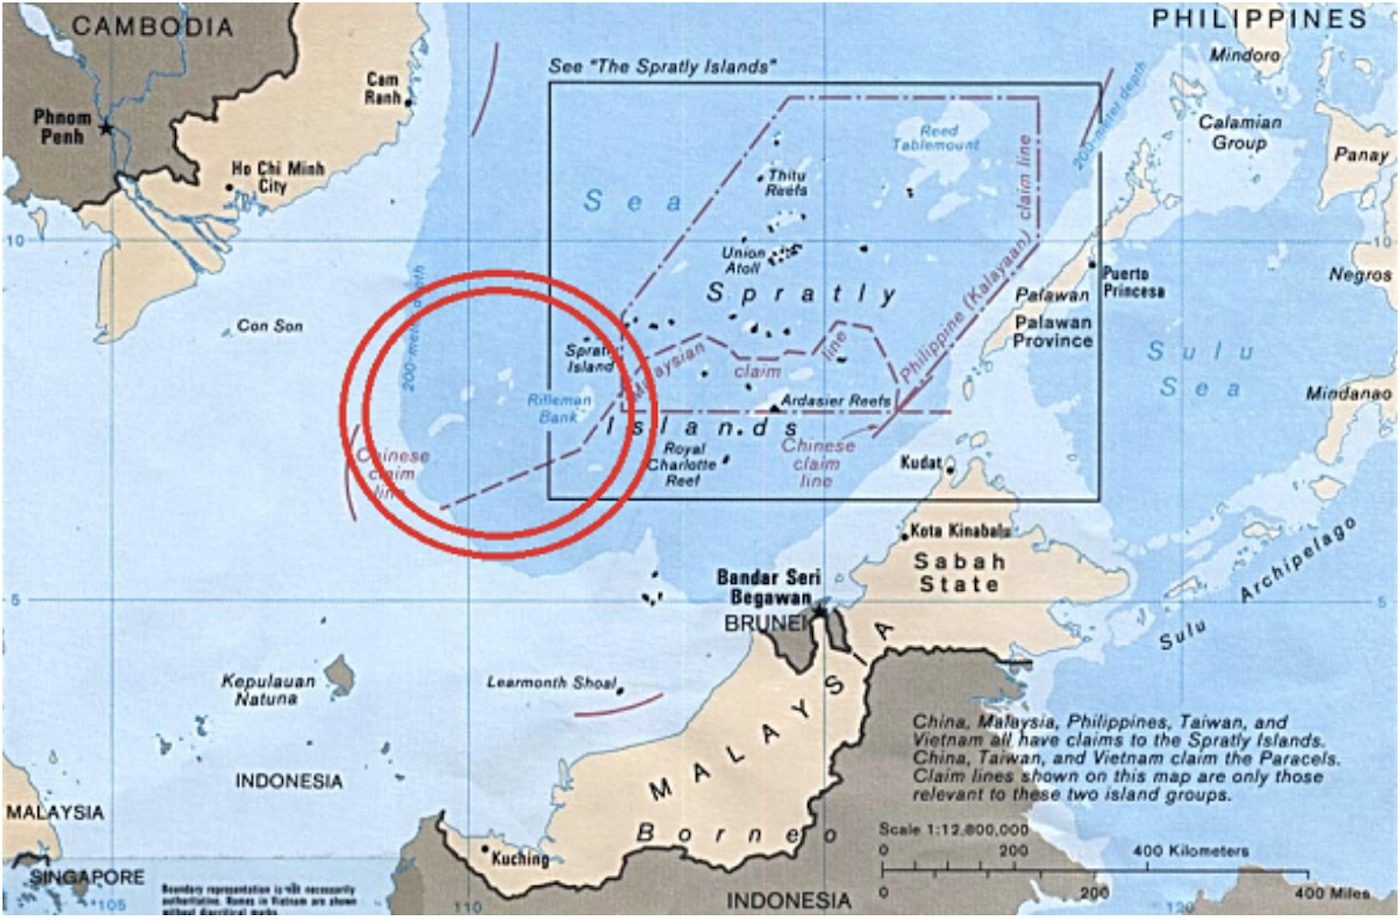 CAMBODIA
PHILIPPINES
Mindoro
See "The Spratly Islands"
Cam
Ranh
200-meter depth
Phnom
Penh
Reed
Tablemount
Calamian
Group
Panay
Ho Chi Minh
City
Thitu
Reefs
Sea
Philippine (Kalayaan) claim line
10
10
Union
Atoll
Spratly
Palawan
Puerto
Princesa
Negros
Con Son
200-meter depth
Palawan
Province
Spratly
Island
Malaysian
claim
line
Sulu
Sea
Rifleman
Bank
Ardasier Reefs
Mindanao
Islands
Chinese
claim
line
Royal
Charlotte
Reef
Chinese
claim
line
Kudat
Kota Kinabalu
Sabah
State
Sulu Archipelago
Bandar Seri
Begawan
BRUNEI
5
5
Kepulauan
Natuna
Learmonth Shoal
MALAYSIA
China, Malaysia, Philippines, Taiwan, and
Vietnam all have claims to the Spratly Islands.
China, Taiwan, and Vietnam claim the Paracels.
Claim lines shown on this map are only those
relevant to these two island groups.
INDONESIA
MALAYSIA
Borneo
Scale 1:12,800,000
0 200 400 Kilometers
0 200 400 Miles
Kuching
SINGAPORE
Boundary representation is not necessarily
authoritative. Names in Vietnam are shown
without diacritical marks.
INDONESIA
105
110
120